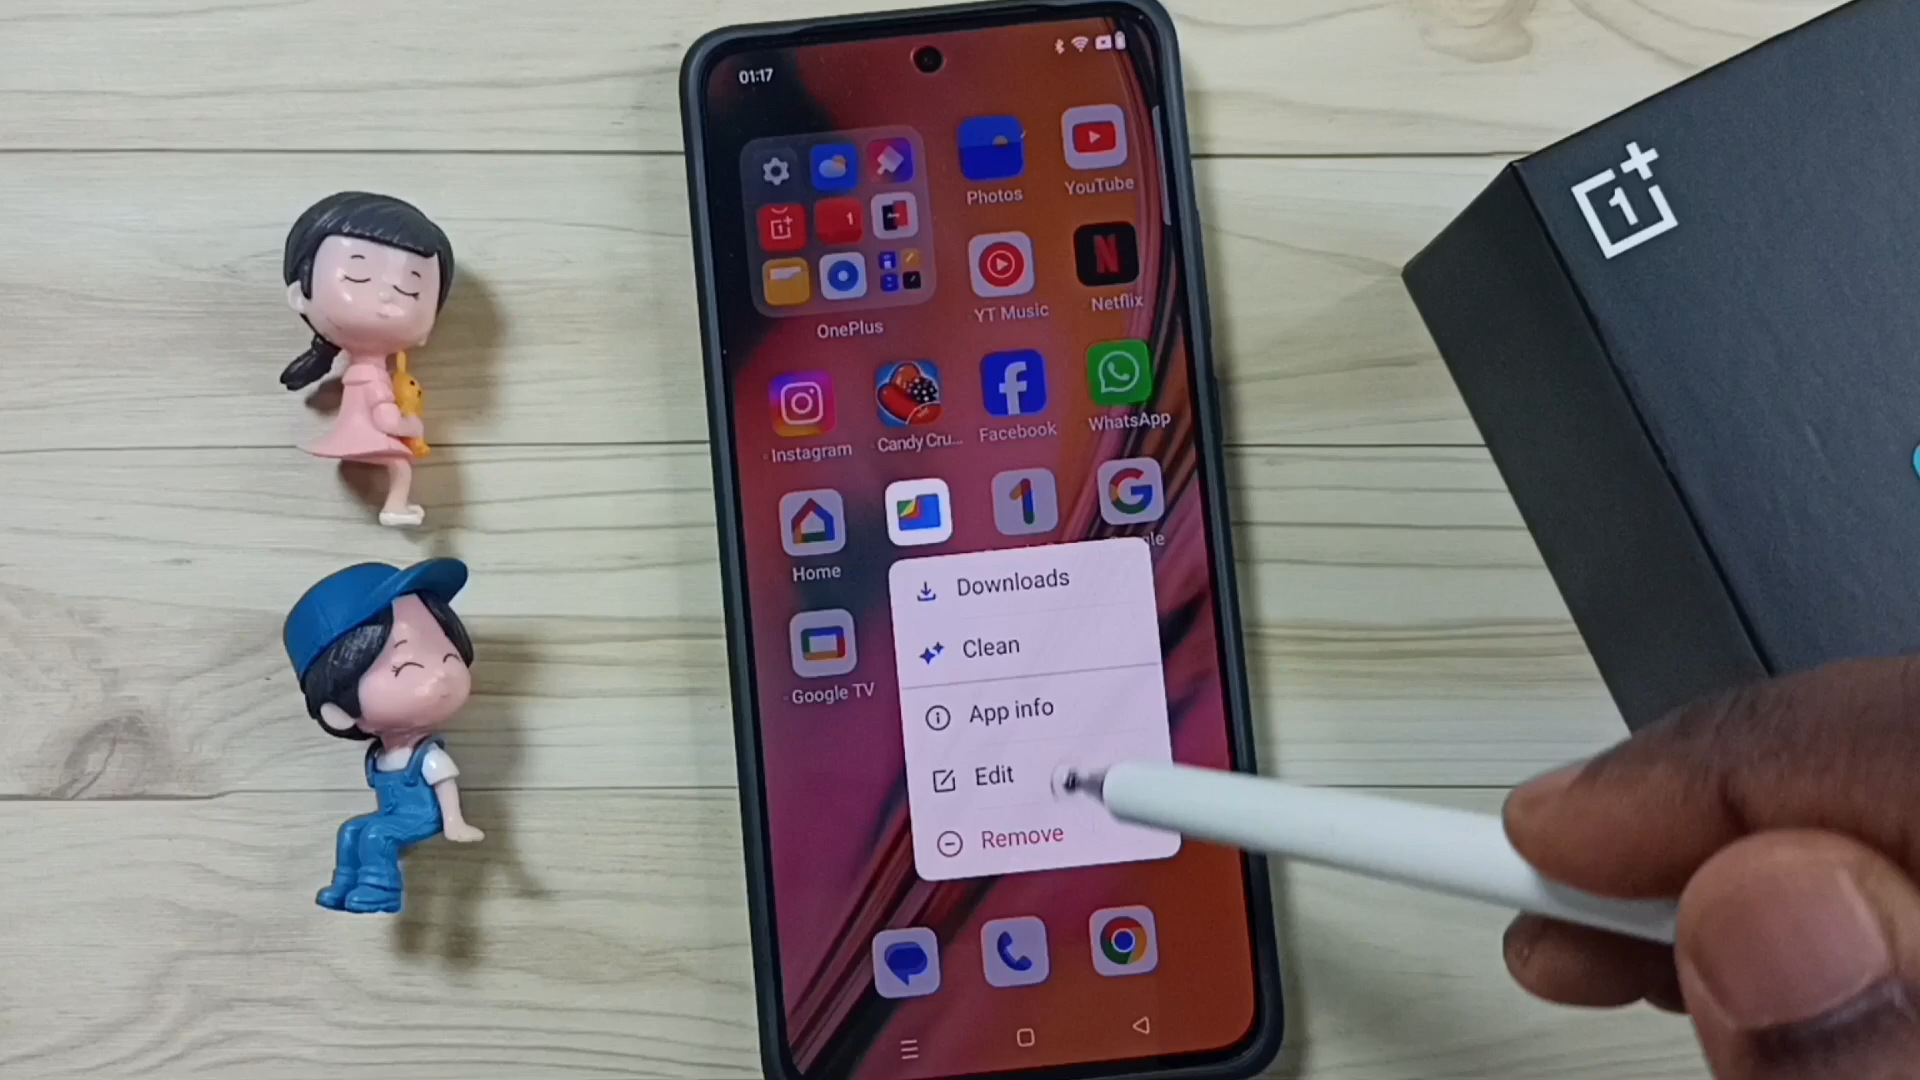 01:17
Photos
YouTube
OnePlus
YT Music
Netflix
Instagram
Candy Cru...
Facebook
WhatsApp
Home
Downloads
Clean
App info
Edit
Remove
Google TV
1+